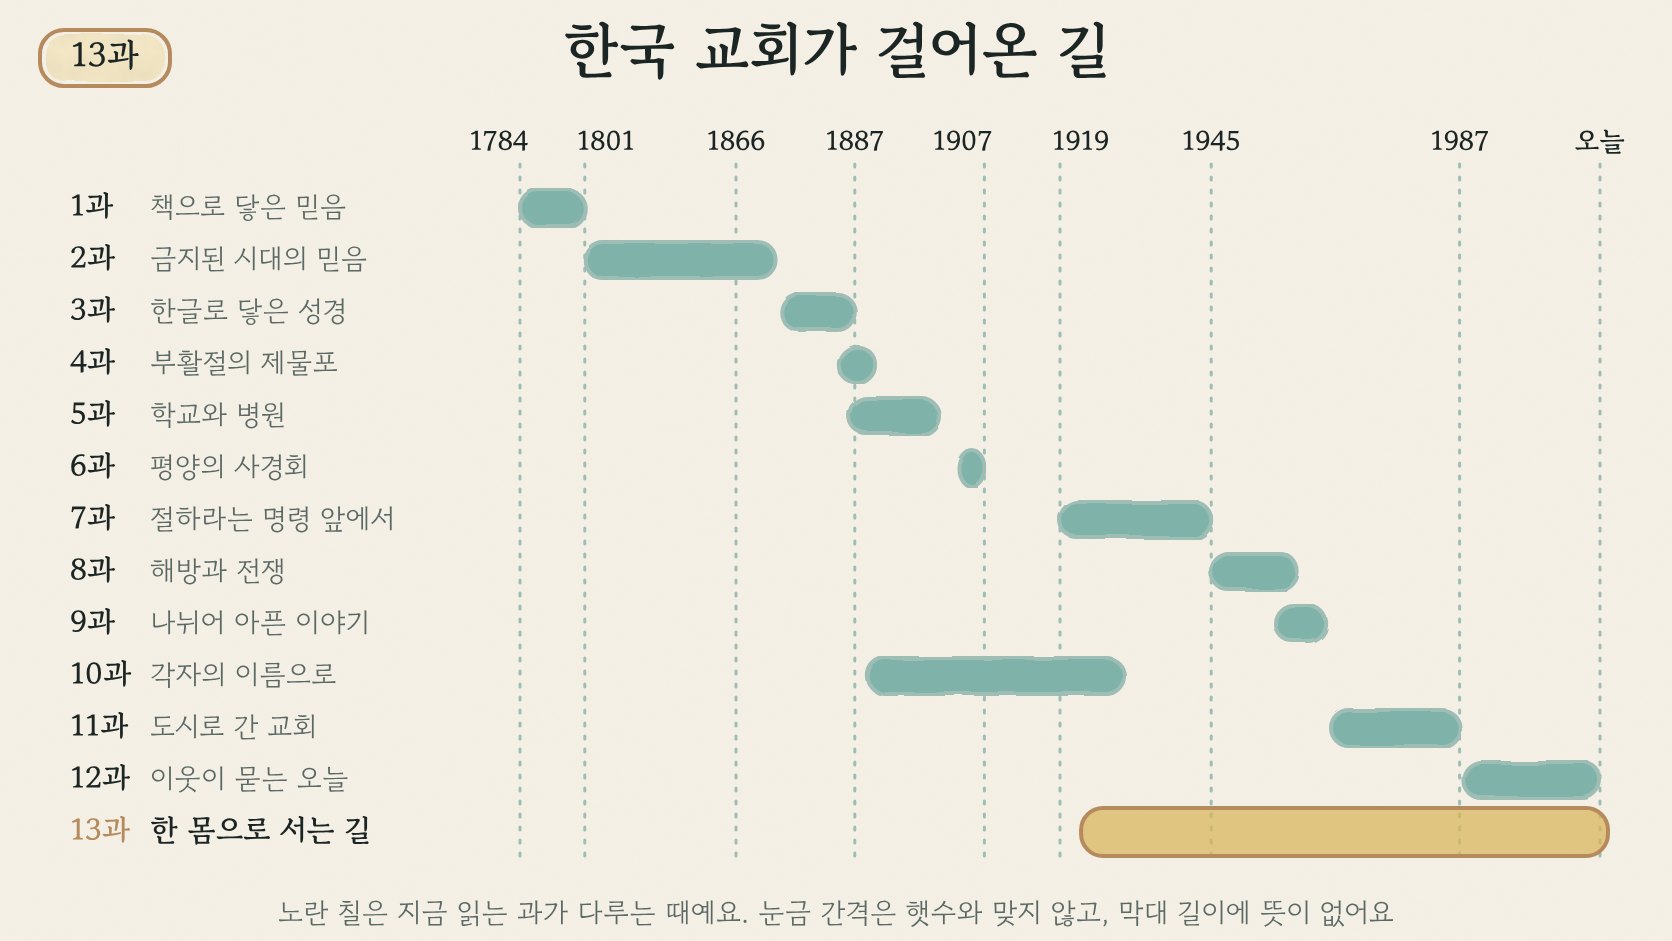 13과
한국 교회가 걸어온 길
1784 1801 1866 1887 1907 1919 1945 1987 오늘
1과 책으로 닿은 믿음
2과 금지된 시대의 믿음
3과 한글로 닿은 성경
4과 부활절의 제물포
5과 학교와 병원
6과 평양의 사경회
7과 절하라는 명령 앞에서
8과 해방과 전쟁
9과 나뉘어 아픈 이야기
10과 각자의 이름으로
11과 도시로 간 교회
12과 이웃이 묻는 오늘
13과 한 몸으로 서는 길
노란 칠은 지금 읽는 과가 다루는 때예요. 눈금 간격은 햇수와 맞지 않고, 막대 길이에 뜻이 없어요